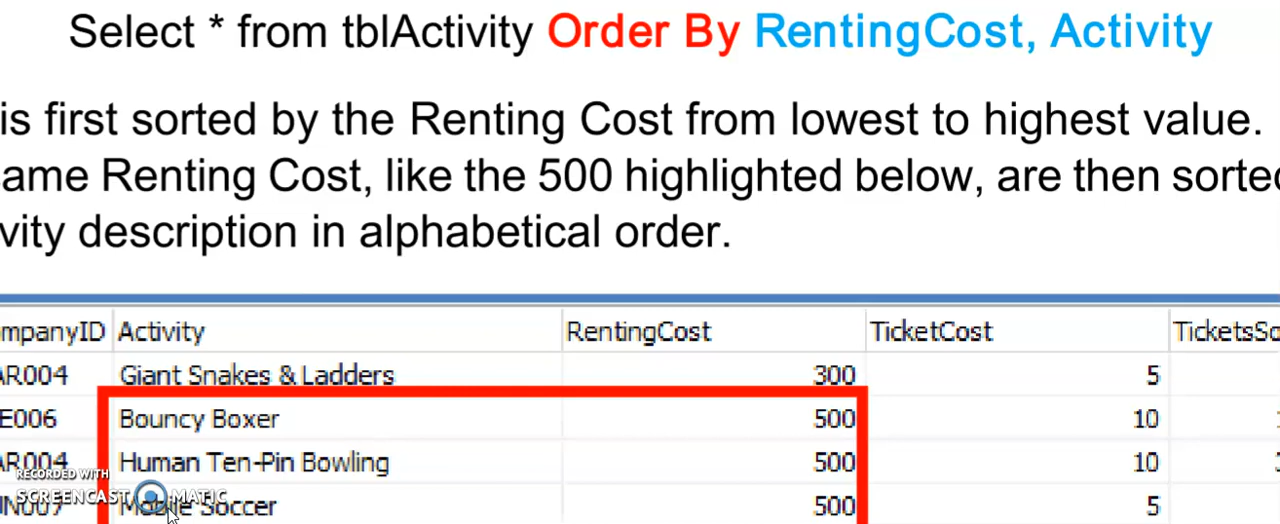 Select * from tblActivity Order By RentingCost, Activity
is first sorted by the Renting Cost from lowest to highest value.
ame Renting Cost, like the 500 highlighted below, are then sorted
vity description in alphabetical order.
mpanyID Activity RentingCost TicketCost TicketsSo
AR004 Giant Snakes & Ladders 300 5
E006 Bouncy Boxer 500 10
AR004 Human Ten-Pin Bowling 500 10
RECORDED WITH
SCREENCAST MATIC
UN007 Mobile Soccer 500 5